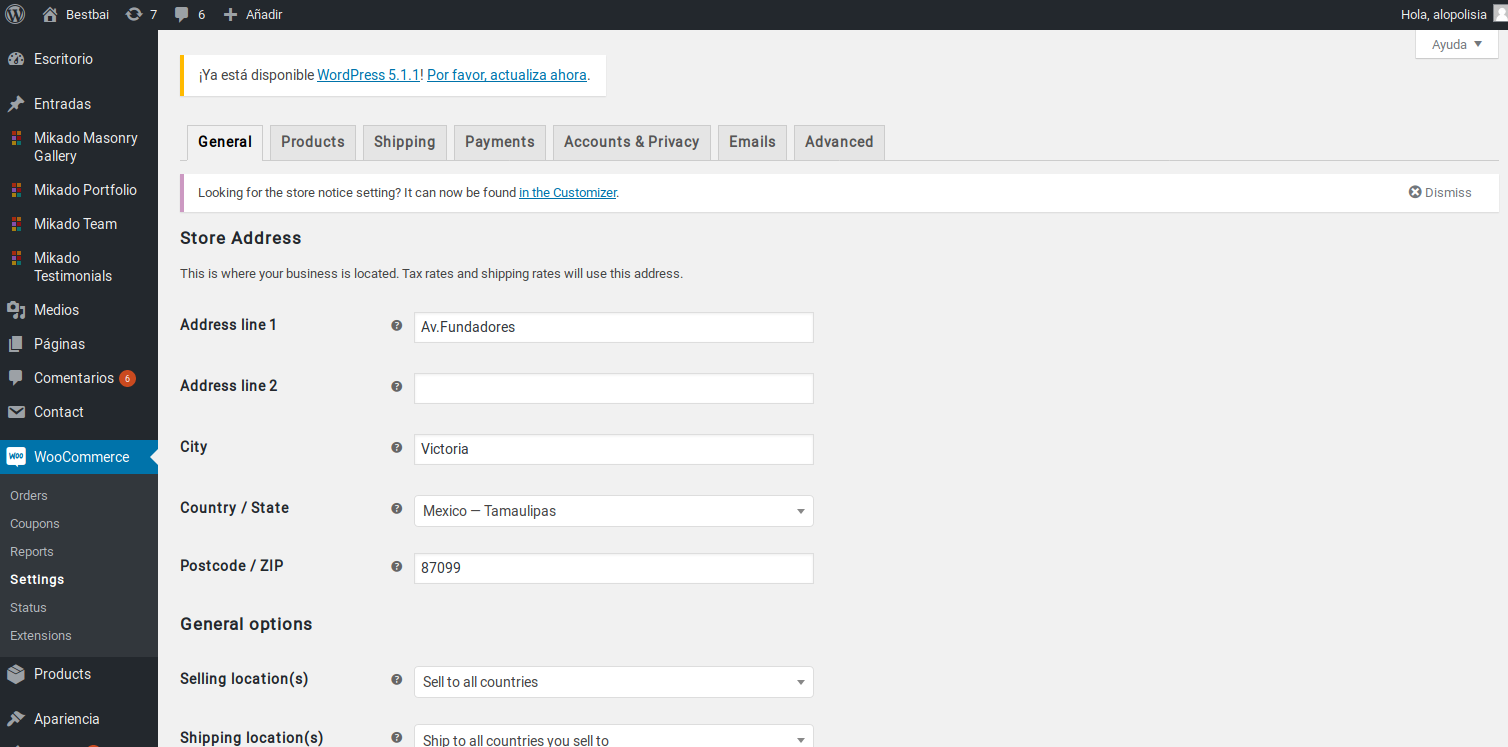 Bestbai 7 6 Añadir Hola, alopolisia
Ayuda
Escritorio
Entradas
Mikado Masonry
Gallery
Mikado Portfolio
Mikado Team
Mikado
Testimonials
Medios
Páginas
Comentarios 6
Contact
WOO WooCommerce
Orders
Coupons
Reports
Settings
Status
Extensions
Products
Apariencia
¡Ya está disponible WordPress 5.1.1! Por favor, actualiza ahora.
General Products Shipping Payments Accounts & Privacy Emails Advanced
Looking for the store notice setting? It can now be found in the Customizer. Dismiss
Store Address
This is where your business is located. Tax rates and shipping rates will use this address.
Address line 1 ? Av.Fundadores
Address line 2 ?
City ? Victoria
Country / State ? Mexico — Tamaulipas
Postcode / ZIP ? 87099
General options
Selling location(s) ? Sell to all countries
Shipping location(s) ? Ship to all countries you sell to